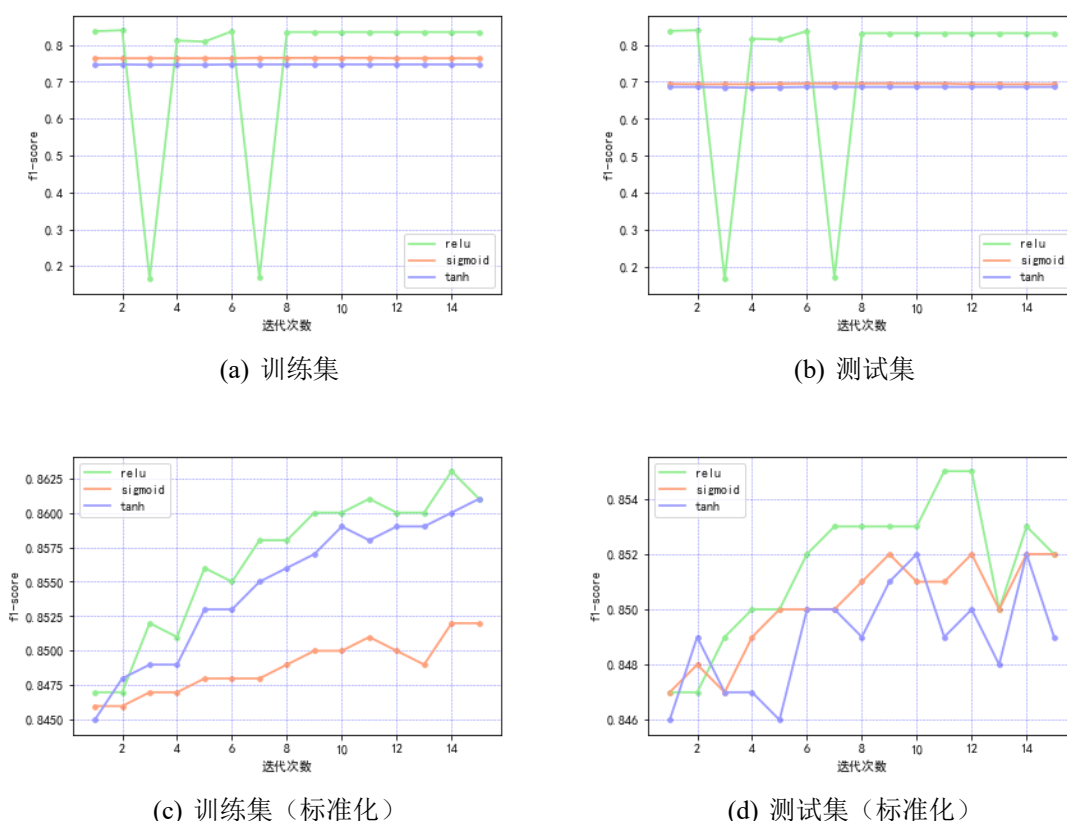 0.8
0.7
0.6
0.5
0.4
0.3
0.2
f1-score
relu
sigmoid
tanh
2 4 6 8 10 12 14
迭代次数
(a) 训练集
0.8
0.7
0.6
0.5
0.4
0.3
0.2
f1-score
relu
sigmoid
tanh
2 4 6 8 10 12 14
迭代次数
(b) 测试集
relu
sigmoid
tanh
0.8625
0.8600
0.8575
0.8550
0.8525
0.8500
0.8475
0.8450
f1-score
2 4 6 8 10 12 14
迭代次数
(c) 训练集（标准化）
relu
sigmoid
tanh
0.854
0.852
0.850
0.848
0.846
f1-score
2 4 6 8 10 12 14
迭代次数
(d) 测试集（标准化）